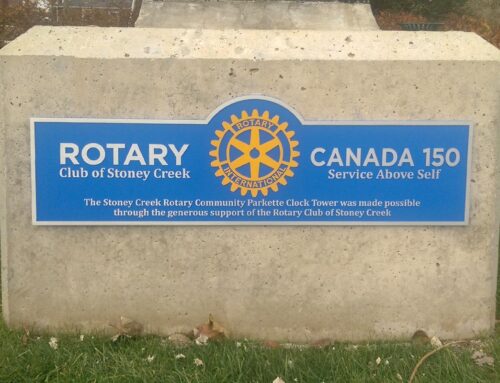 ROTARY
Club of Stoney Creek
ROTARY
INTERNATIONAL
CANADA 150
Service Above Self
The Stoney Creek Rotary Community Parkette Clock Tower was made possible
through the generous support of the Rotary Club of Stoney Creek